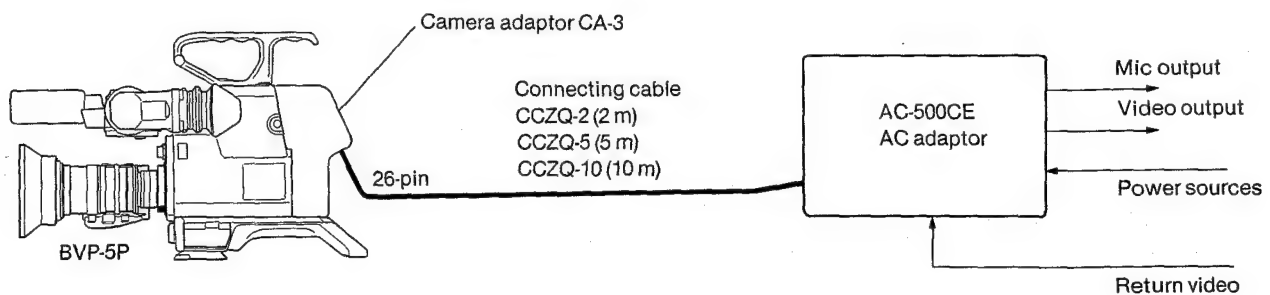 Camera adaptor CA-3
Connecting cable
CCZQ-2 (2 m)
CCZQ-5 (5 m)
CCZQ-10 (10 m)
26-pin
BVP-5P
AC-500CE
AC adaptor
Mic output
Video output
Power sources
Return video